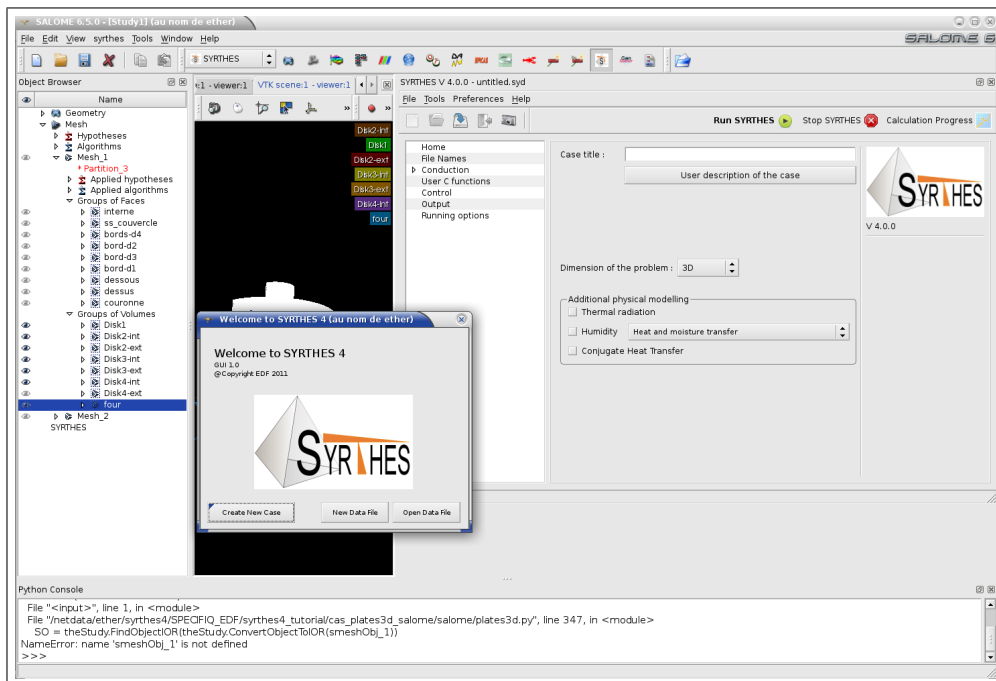 SALOME 6.5.0 - [Study1] (au nom de ether)
File Edit View syrthes Tools Window Help
SALOME 6
SYRTHES
Object Browser
Name
Geometry
Mesh
Hypotheses
Algorithms
Mesh_1
* Partition_3
Applied hypotheses
Applied algorithms
Groups of Faces
interne
ss_couvercle
bords-d4
bord-d2
bord-d3
bord-d1
dessous
dessus
couronne
Groups of Volumes
Disk1
Disk2-int
Disk2-ext
Disk3-int
Disk3-ext
Disk4-int
Disk4-ext
four
Mesh_2
SYRTHES
:1 - viewer:1 VTK scene:1 - viewer:1
Disk2-int
Disk1
Disk2-ext
Disk3-int
Disk3-ext
Disk4-int
four
SYRTHES V 4.0.0 - untitled.syd
File Tools Preferences Help
Run SYRTHES Stop SYRTHES Calculation Progress
Home
File Names
Conduction
User C functions
Control
Output
Running options
Case title :
User description of the case
Dimension of the problem : 3D
Additional physical modelling
Thermal radiation
Humidity Heat and moisture transfer
Conjugate Heat Transfer
SYRTHES
V 4.0.0
Welcome to SYRTHES 4 (au nom de ether)
Welcome to SYRTHES 4
GUI 1.0
@Copyright EDF 2011
SYRTHES
Create New Case New Data File Open Data File
Python Console
File "<input>", line 1, in <module>
File "/netdata/ether/syrthes4/SPECIFIQ_EDF/syrthes4_tutorial/cas_plates3d_salome/salome/plates3d.py", line 347, in <module>
SO = theStudy.FindObjectIOR(theStudy.ConvertObjectToIOR(smeshObj_1))
NameError: name 'smeshObj_1' is not defined
>>>